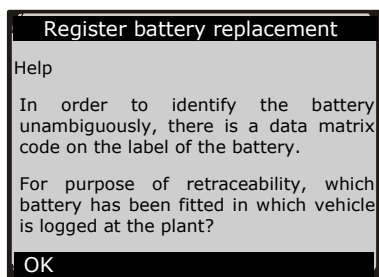 Register battery replacement
Help
In order to identify the battery
unambiguously, there is a data matrix
code on the label of the battery.
For purpose of retraceability, which
battery has been fitted in which vehicle
is logged at the plant?
OK